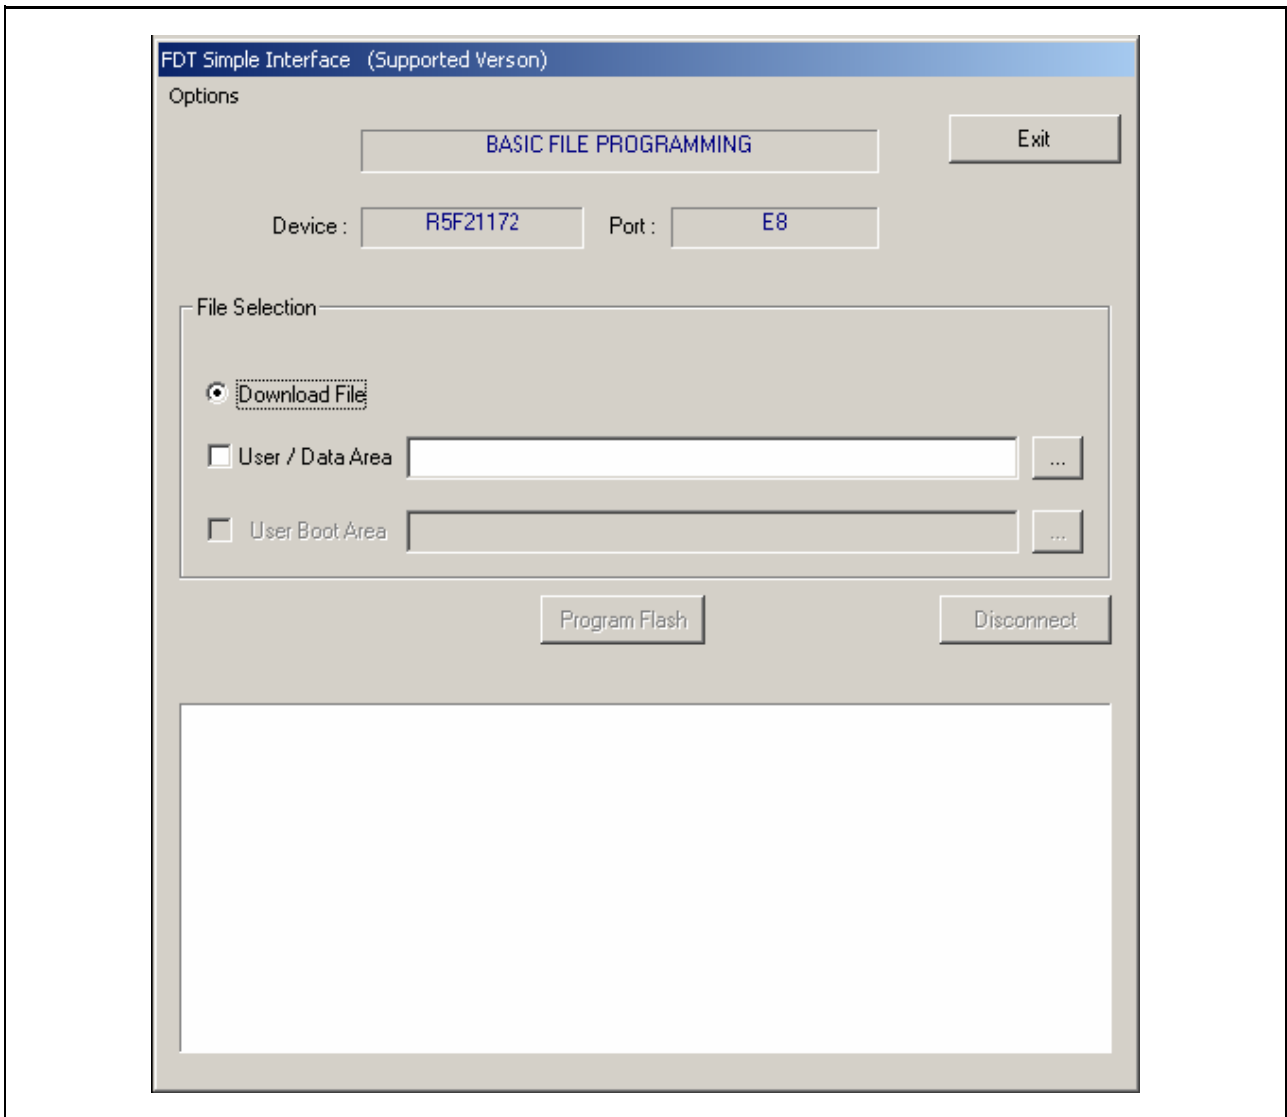 FDT Simple Interface (Supported Verson)
Options
BASIC FILE PROGRAMMING
Exit
Device :
R5F21172
Port :
E8
File Selection
Download File
User / Data Area
...
User Boot Area
...
Program Flash
Disconnect